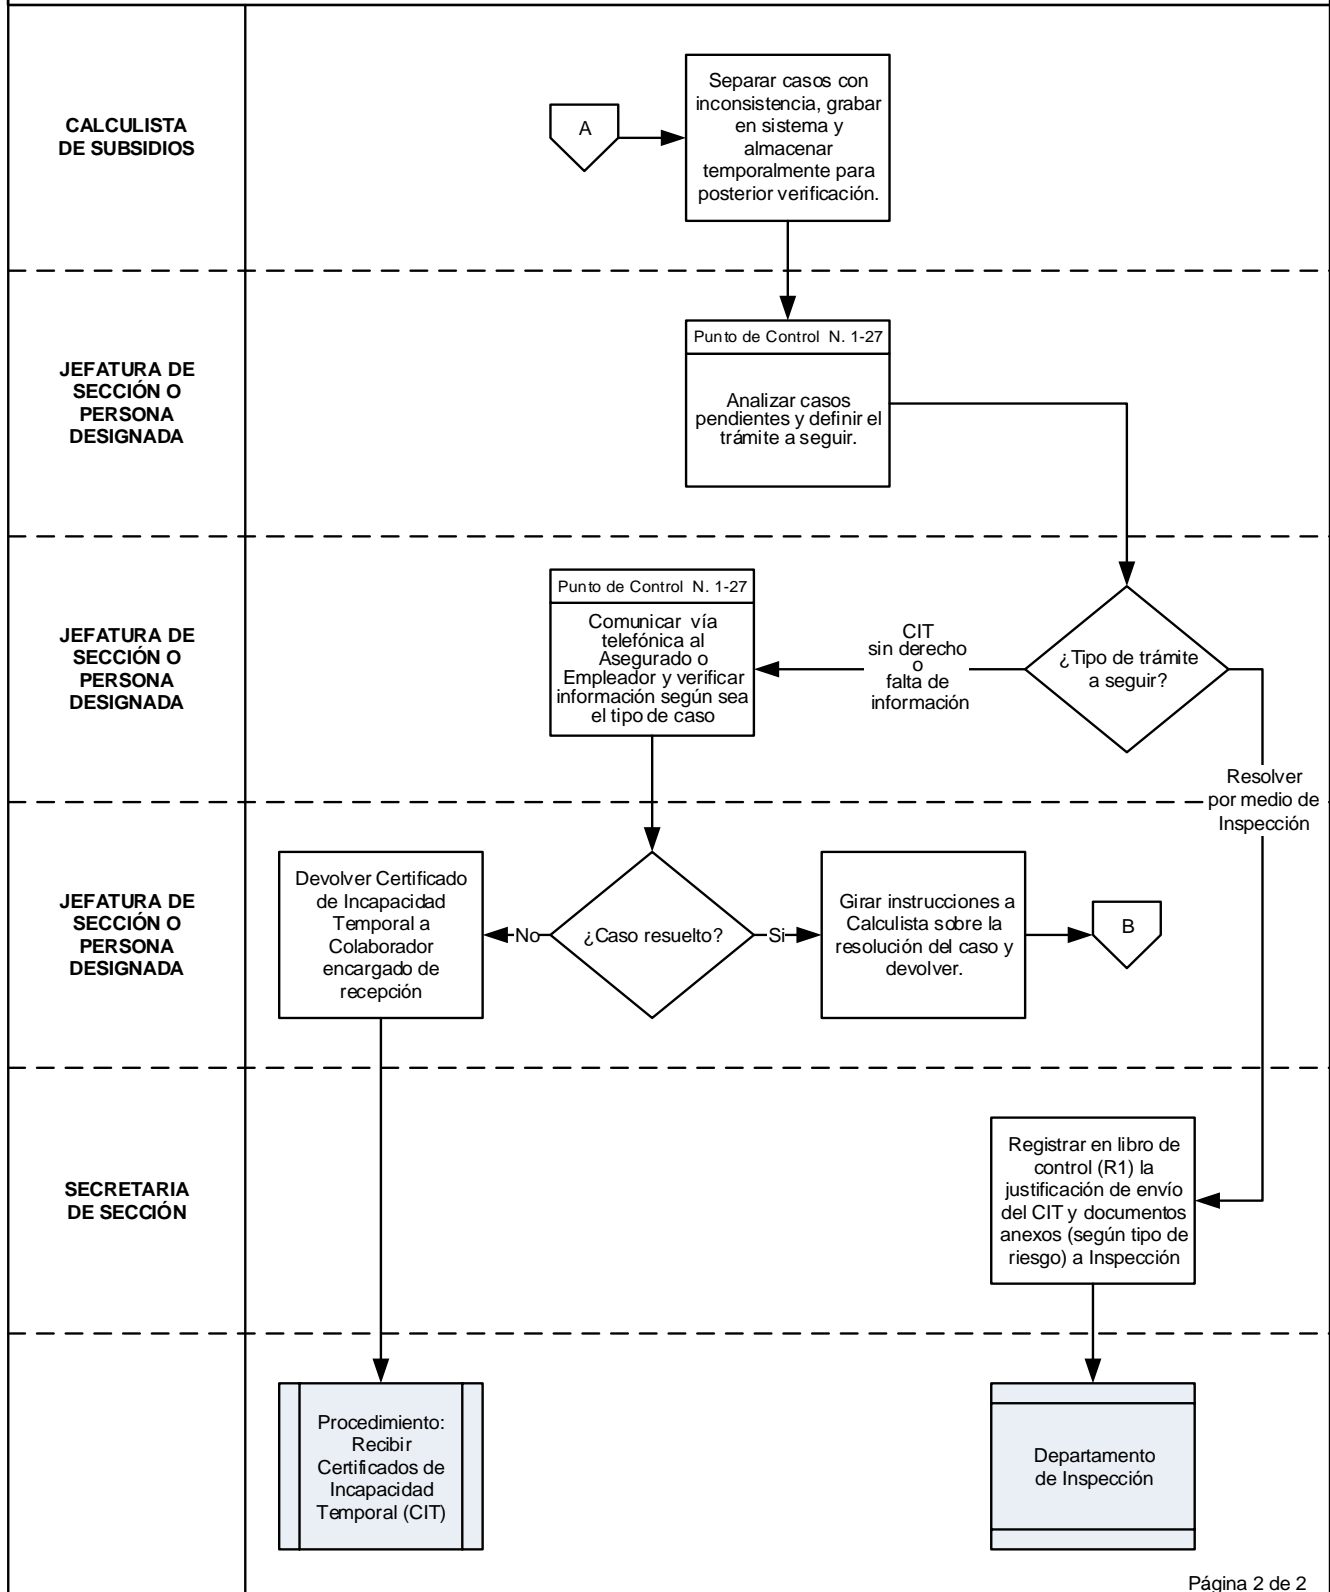 CALCULISTA
DE SUBSIDIOS
A
Separar casos con
inconsistencia, grabar
en sistema y
almacenar
temporalmente para
posterior verificación.
JEFATURA DE
SECCIÓN O
PERSONA
DESIGNADA
Punto de Control N. 1-27
Analizar casos
pendientes y definir el
trámite a seguir.
JEFATURA DE
SECCIÓN O
PERSONA
DESIGNADA
Punto de Control N. 1-27
Comunicar vía
telefónica al
Asegurado o
Empleador y verificar
información según sea
el tipo de caso
CIT
sin derecho
o
falta de
información
¿Tipo de trámite
a seguir?
Resolver
por medio de
Inspección
JEFATURA DE
SECCIÓN O
PERSONA
DESIGNADA
Devolver Certificado
de Incapacidad
Temporal a
Colaborador
encargado de
recepción
No
¿Caso resuelto?
Si
Girar instrucciones a
Calculista sobre la
resolución del caso y
devolver.
B
SECRETARIA
DE SECCIÓN
Registrar en libro de
control (R1) la
justificación de envío
del CIT y documentos
anexos (según tipo de
riesgo) a Inspección
Procedimiento:
Recibir
Certificados de
Incapacidad
Temporal (CIT)
Departamento
de Inspección
Página 2 de 2